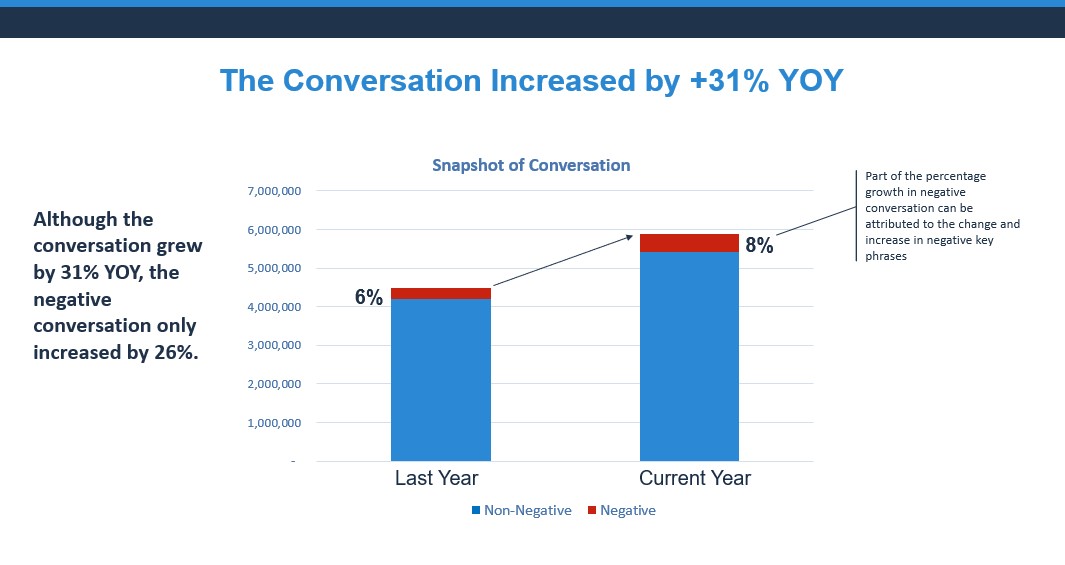 The Conversation Increased by +31% YOY
Although the
conversation grew
by 31% YOY, the
negative
conversation only
increased by 26%.
Snapshot of Conversation
7,000,000
6,000,000
5,000,000
4,000,000
3,000,000
2,000,000
1,000,000
-
6%
8%
Last Year
Current Year
Non-Negative
Negative
Part of the percentage
growth in negative
conversation can be
attributed to the change and
increase in negative key
phrases